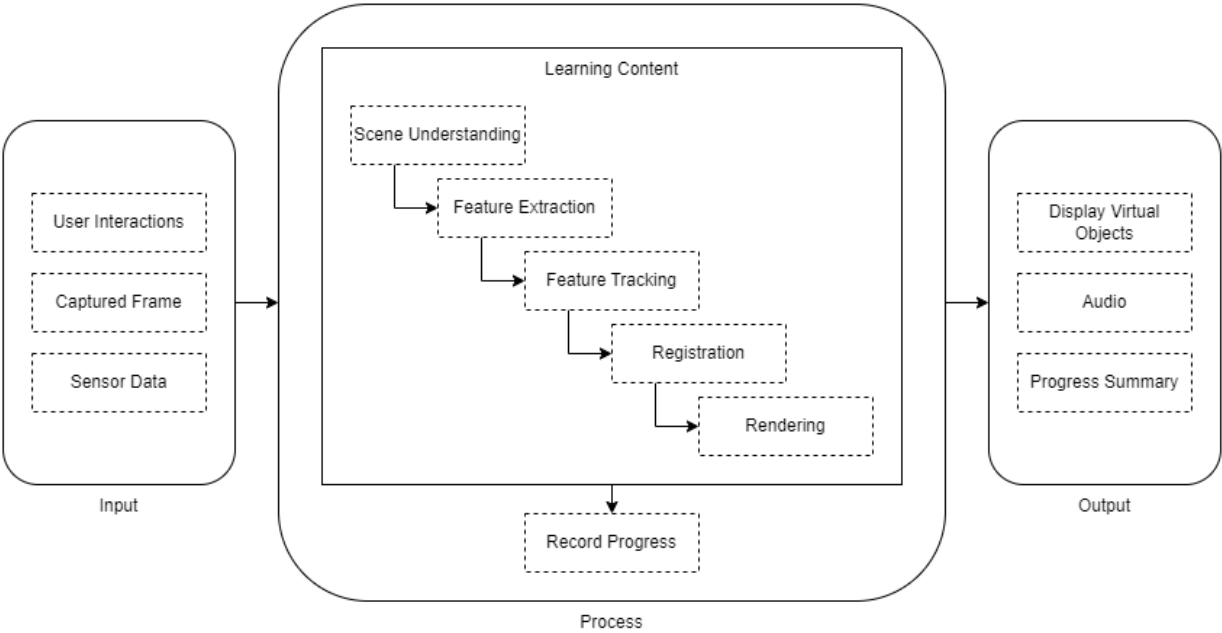 User Interactions
Captured Frame
Sensor Data
Input
Learning Content
Scene Understanding
Feature Extraction
Feature Tracking
Registration
Rendering
Record Progress
Process
Display Virtual
Objects
Audio
Progress Summary
Output